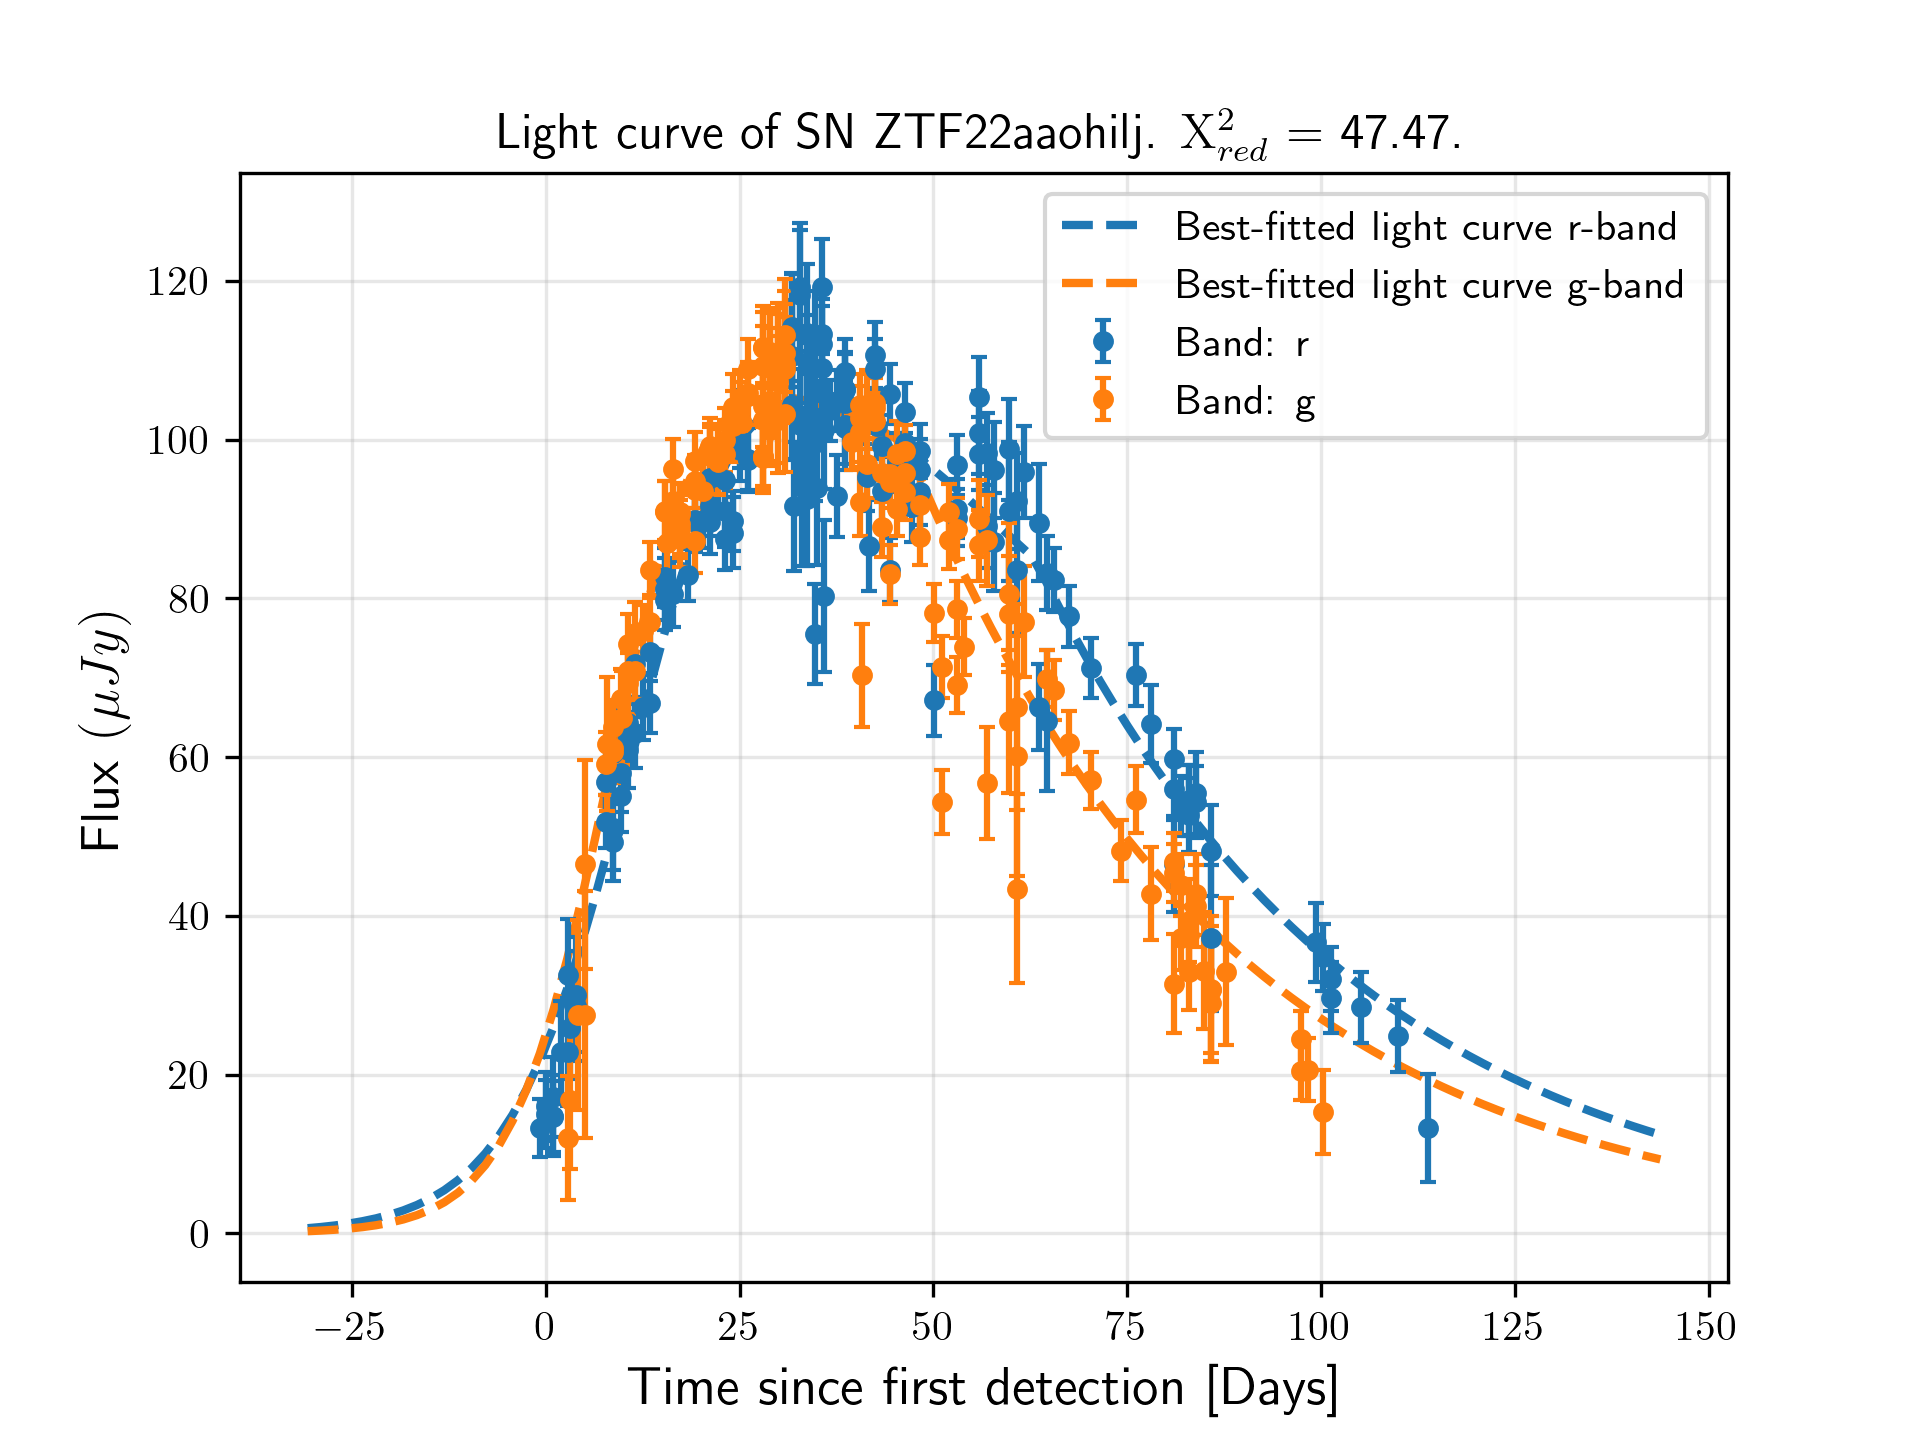 Light curve of SN ZTF22aaohilj. X²_red = 47.47.
Best-fitted light curve r-band
Best-fitted light curve g-band
Band: r
Band: g
Flux (μJy)
120
100
80
60
40
20
0
−25 0 25 50 75 100 125 150
Time since first detection [Days]